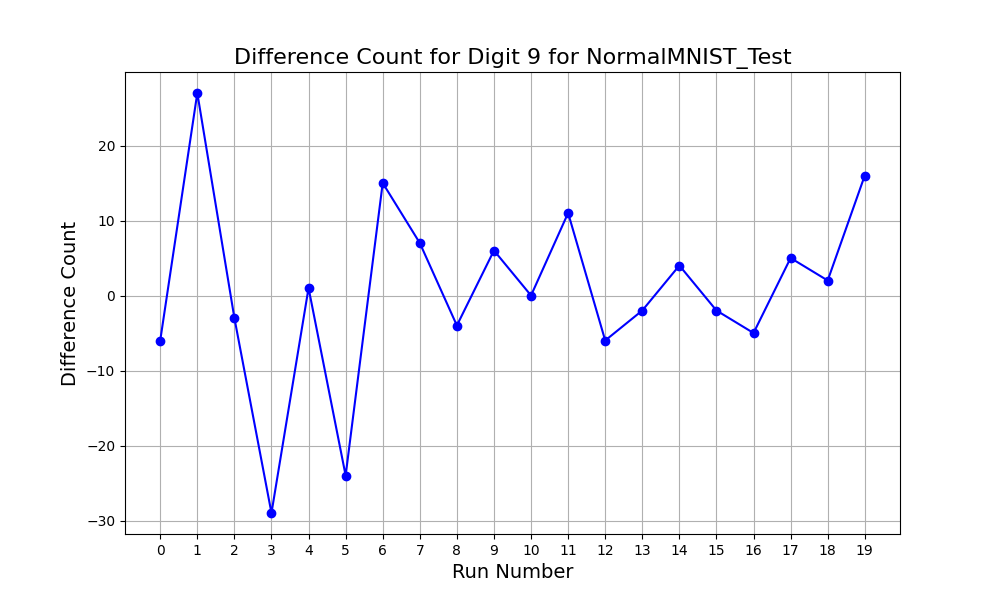 Difference Count for Digit 9 for NormalMNIST_Test
Difference Count
20
10
0
−10
−20
−30
0 1 2 3 4 5 6 7 8 9 10 11 12 13 14 15 16 17 18 19
Run Number